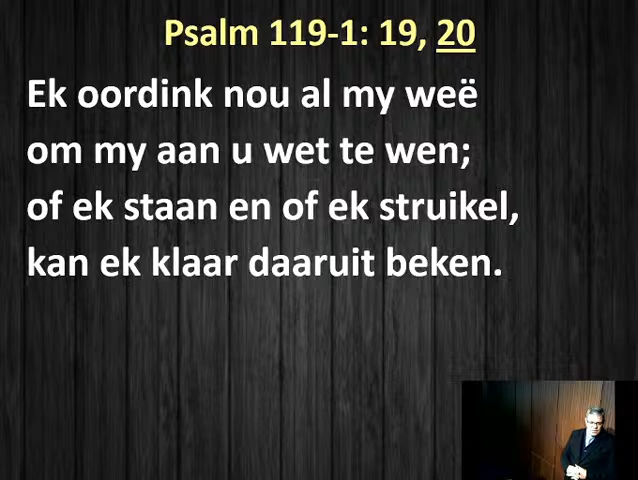 Psalm 119-1: 19, 20
Ek oordink nou al my weë
om my aan u wet te wen;
of ek staan en of ek struikel,
kan ek klaar daaruit beken.